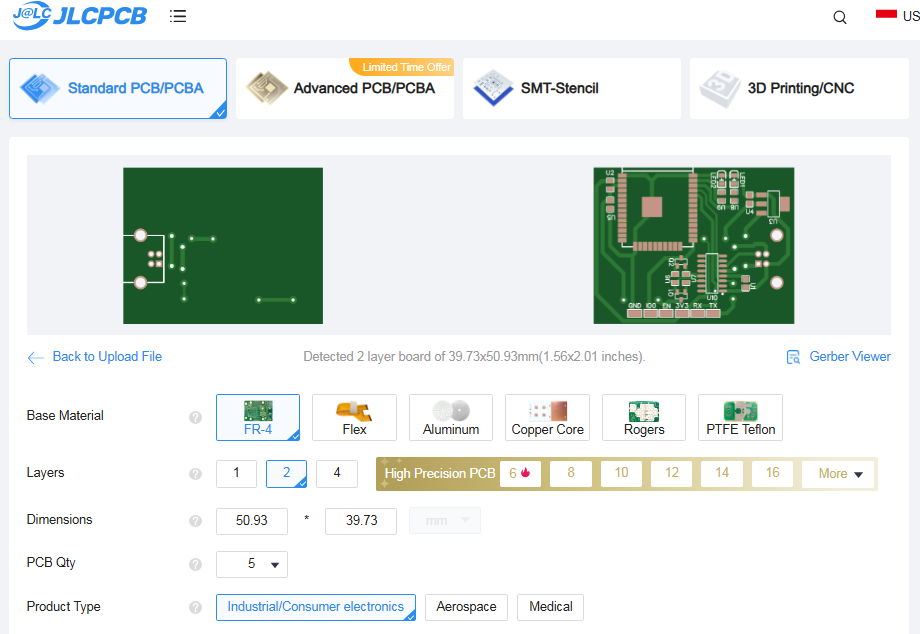 J@LC JLCPCB
US
Standard PCB/PCBA
Limited Time Offer
Advanced PCB/PCBA
SMT-Stencil
3D Printing/CNC
U2
LED2
LED1
U4
Q2
U10
GND IO0 EN 3V3 RX TX
Back to Upload File
Detected 2 layer board of 39.73x50.93mm(1.56x2.01 inches).
Gerber Viewer
Base Material
?
FR-4
Flex
Aluminum
Copper Core
Rogers
PTFE Teflon
Layers
?
1
2
4
High Precision PCB
6
8
10
12
14
16
More
Dimensions
?
50.93
*
39.73
mm
PCB Qty
?
5
Product Type
?
Industrial/Consumer electronics
Aerospace
Medical